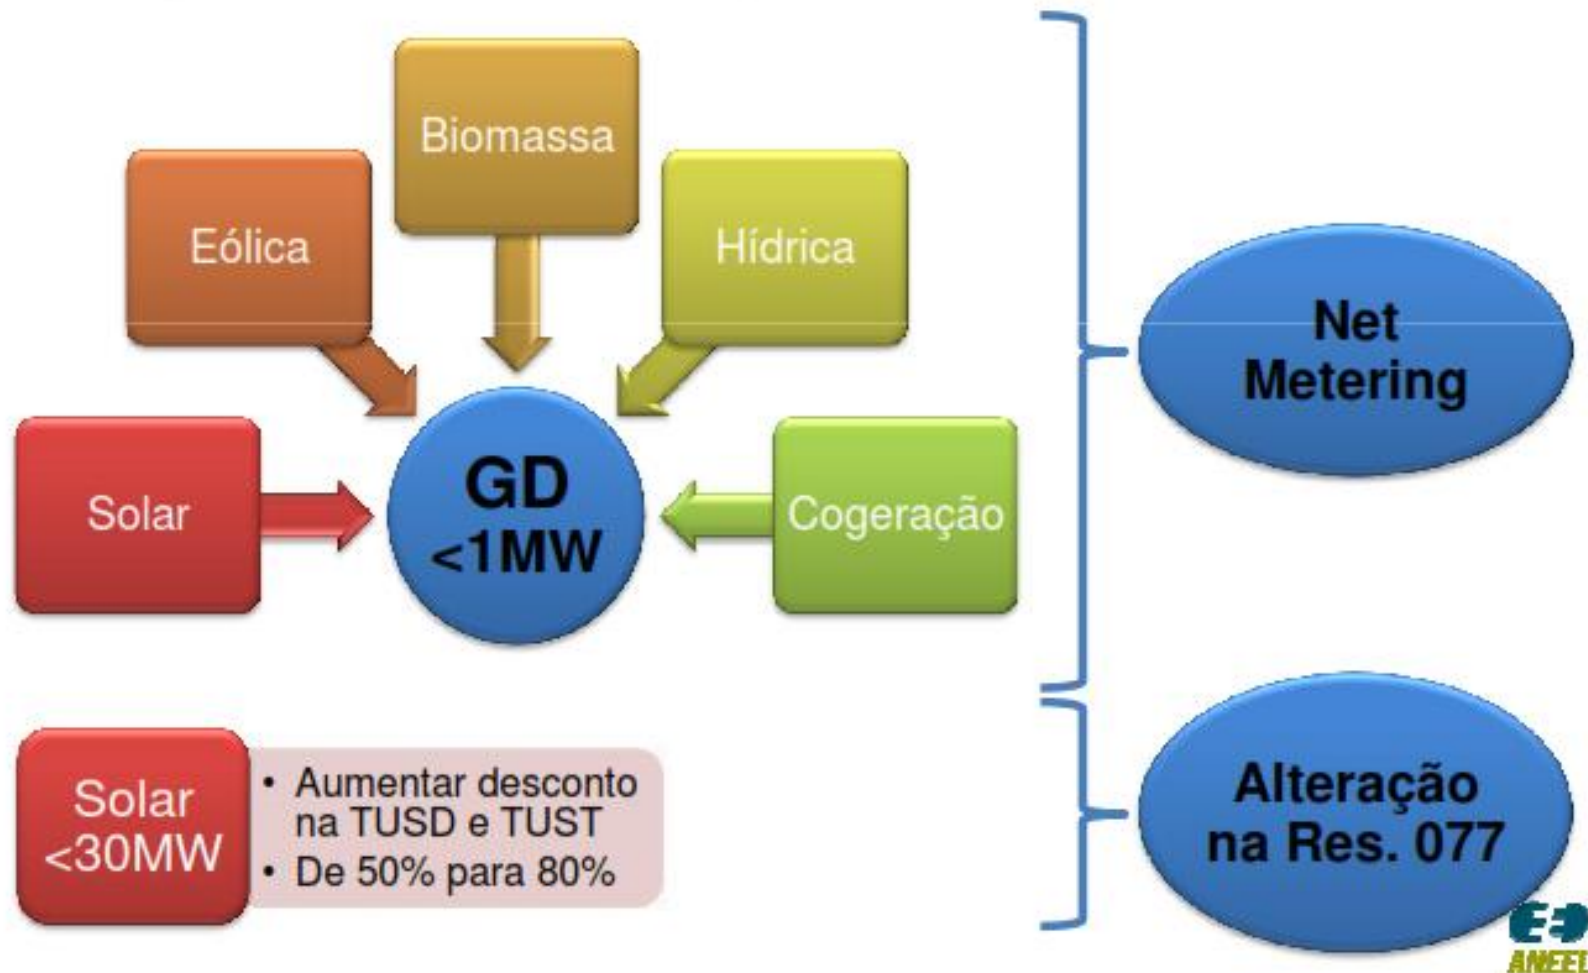 Biomassa
Eólica
Hídrica
Solar
GD
<1MW
Cogeração
Net
Metering
Solar
<30MW
• Aumentar desconto
na TUSD e TUST
• De 50% para 80%
Alteração
na Res. 077
ANEEL